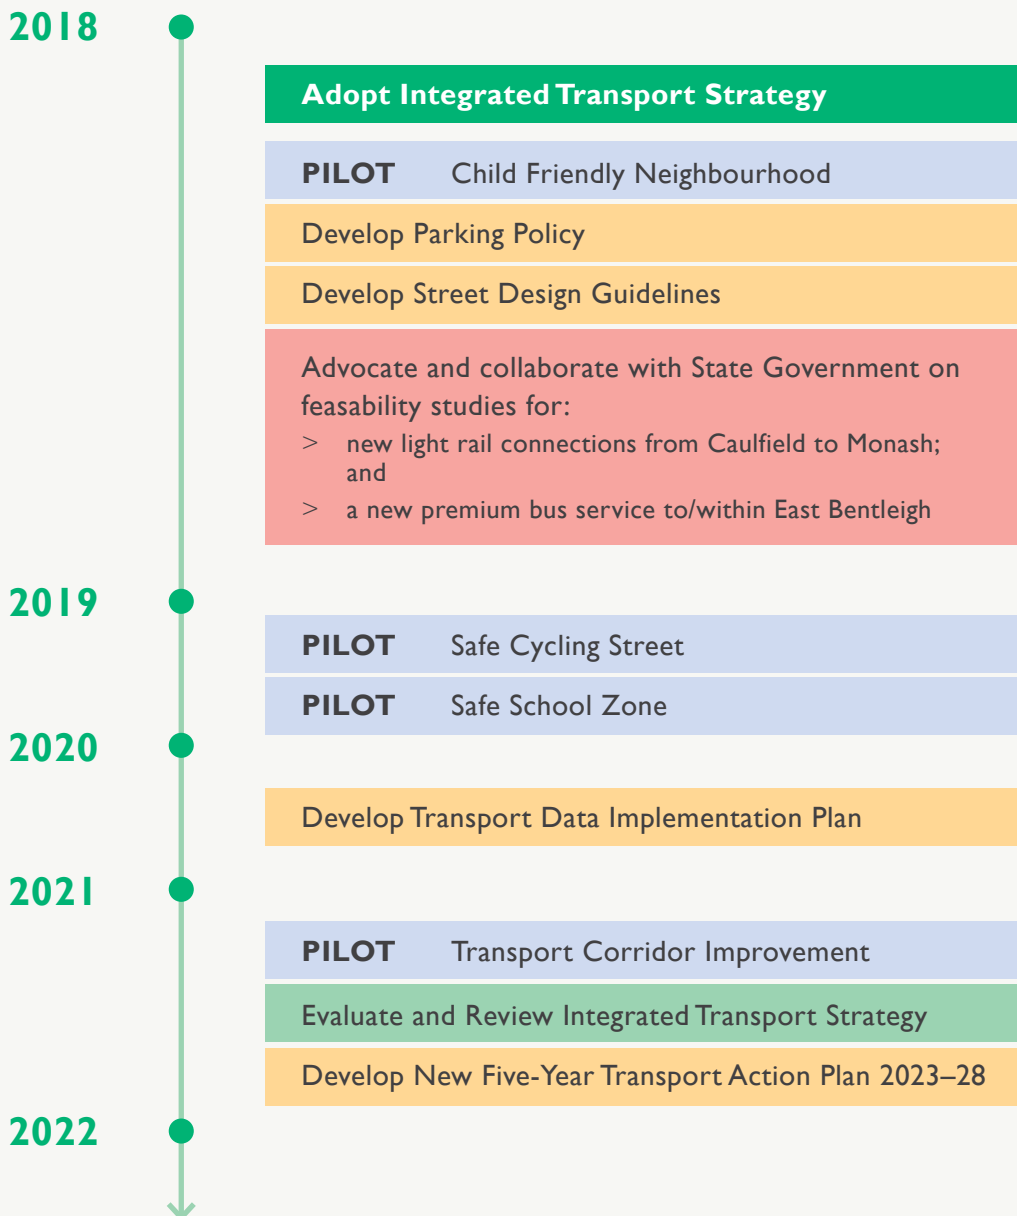 2018
Adopt Integrated Transport Strategy
PILOT Child Friendly Neighbourhood
Develop Parking Policy
Develop Street Design Guidelines
Advocate and collaborate with State Government on
feasability studies for:
> new light rail connections from Caulfield to Monash;
and
> a new premium bus service to/within East Bentleigh
2019
PILOT Safe Cycling Street
PILOT Safe School Zone
2020
Develop Transport Data Implementation Plan
2021
PILOT Transport Corridor Improvement
Evaluate and Review Integrated Transport Strategy
Develop New Five-Year Transport Action Plan 2023–28
2022